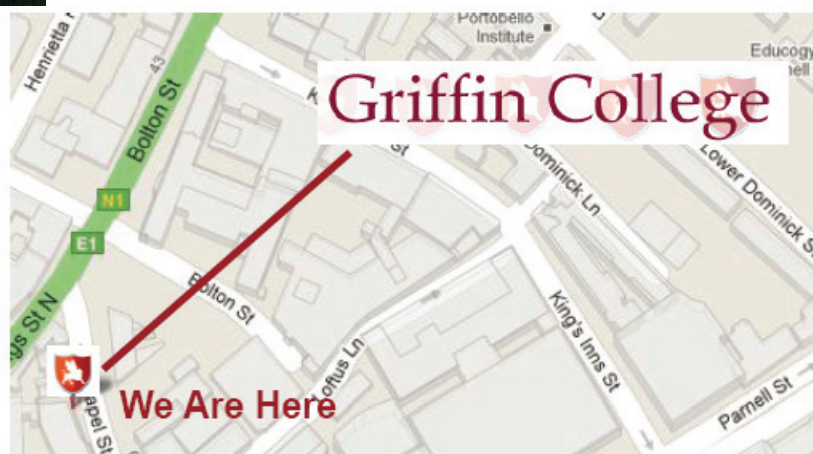 Portobello
Institute
Educogy
Henrietta
43
Bolton St
Griffin College
St
Dominick Ln
Lower Dominick St
N1
E1
Bolton St
King's Inns St
Loftus Ln
Parnell St
gs St N
We Are Here
apel St